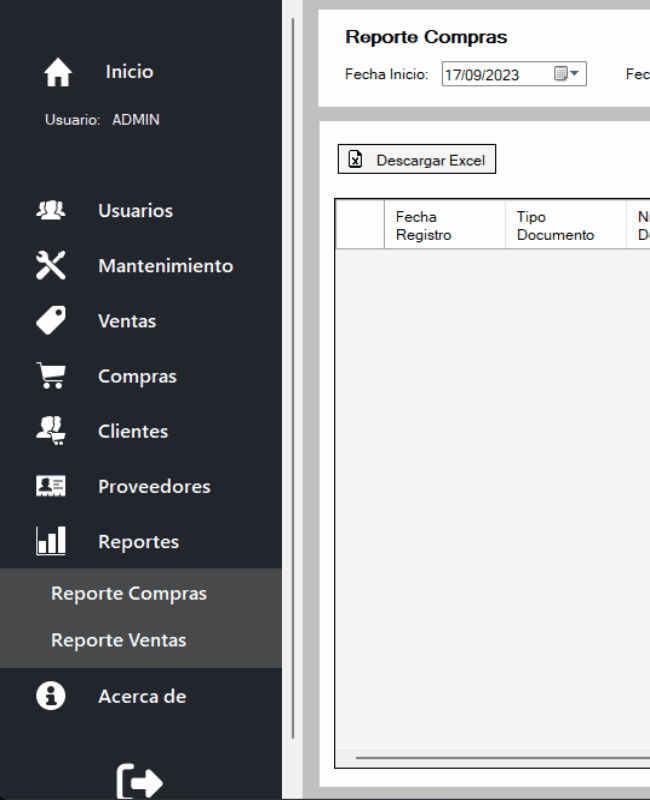 Inicio
Usuario: ADMIN
Usuarios
Mantenimiento
Ventas
Compras
Clientes
Proveedores
Reportes
Reporte Compras
Reporte Ventas
Acerca de
Reporte Compras
Fecha Inicio: 17/09/2023
Descargar Excel
Fecha
Registro
Tipo
Documento